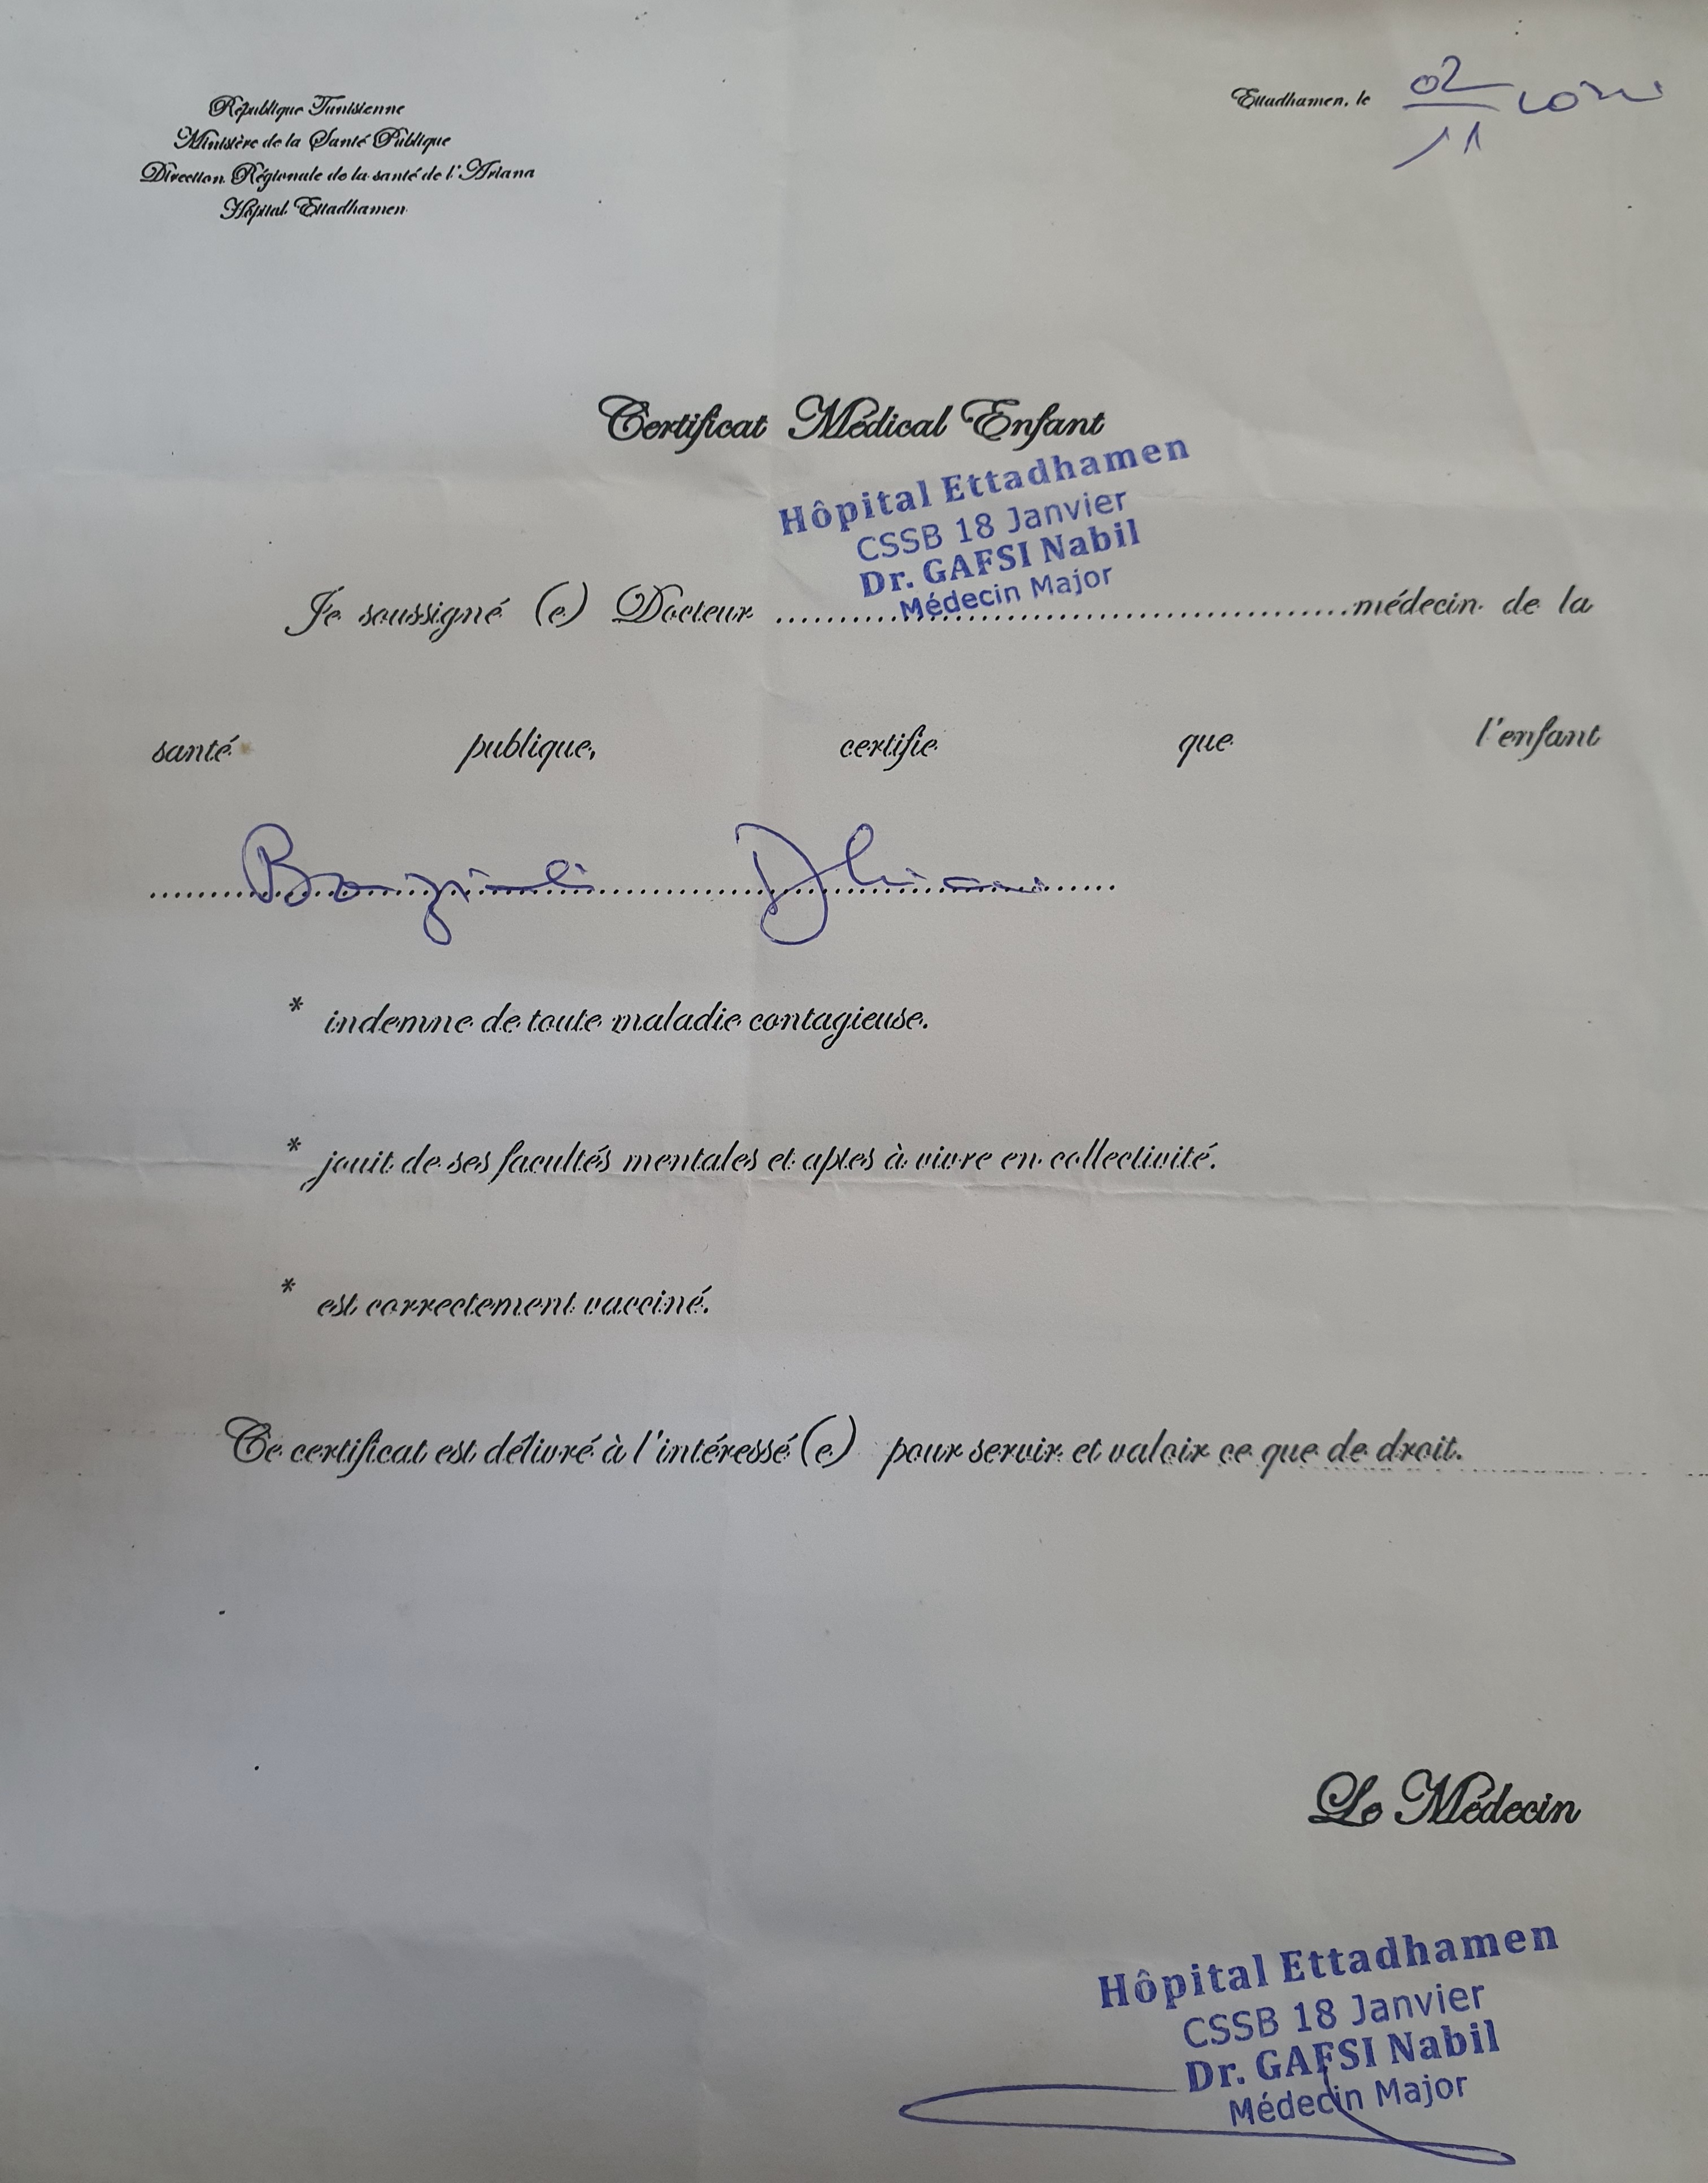 République Tunisienne
Ministère de la Santé Publique
Direction Régionale de la santé de l'Ariana
Hôpital Ettadhamen
Ettadhamen, le 02
11
Certificat Médical Enfant
Hôpital Ettadhamen
CSSB 18 Janvier
Dr. GAFSI Nabil
Médecin Major
Je soussigné (e) Docteur ............................................................médecin de la
santé publique, certifie que l'enfant
* indemne de toute maladie contagieuse.
* jouit de ses facultés mentales et aptes à vivre en collectivité.
* est correctement vacciné.
Ce certificat est délivré à l'intéressé (e) pour servir et valoir ce que de droit.
Le Médecin
Hôpital Ettadhamen
CSSB 18 Janvier
Dr. GAFSI Nabil
Médecin Major